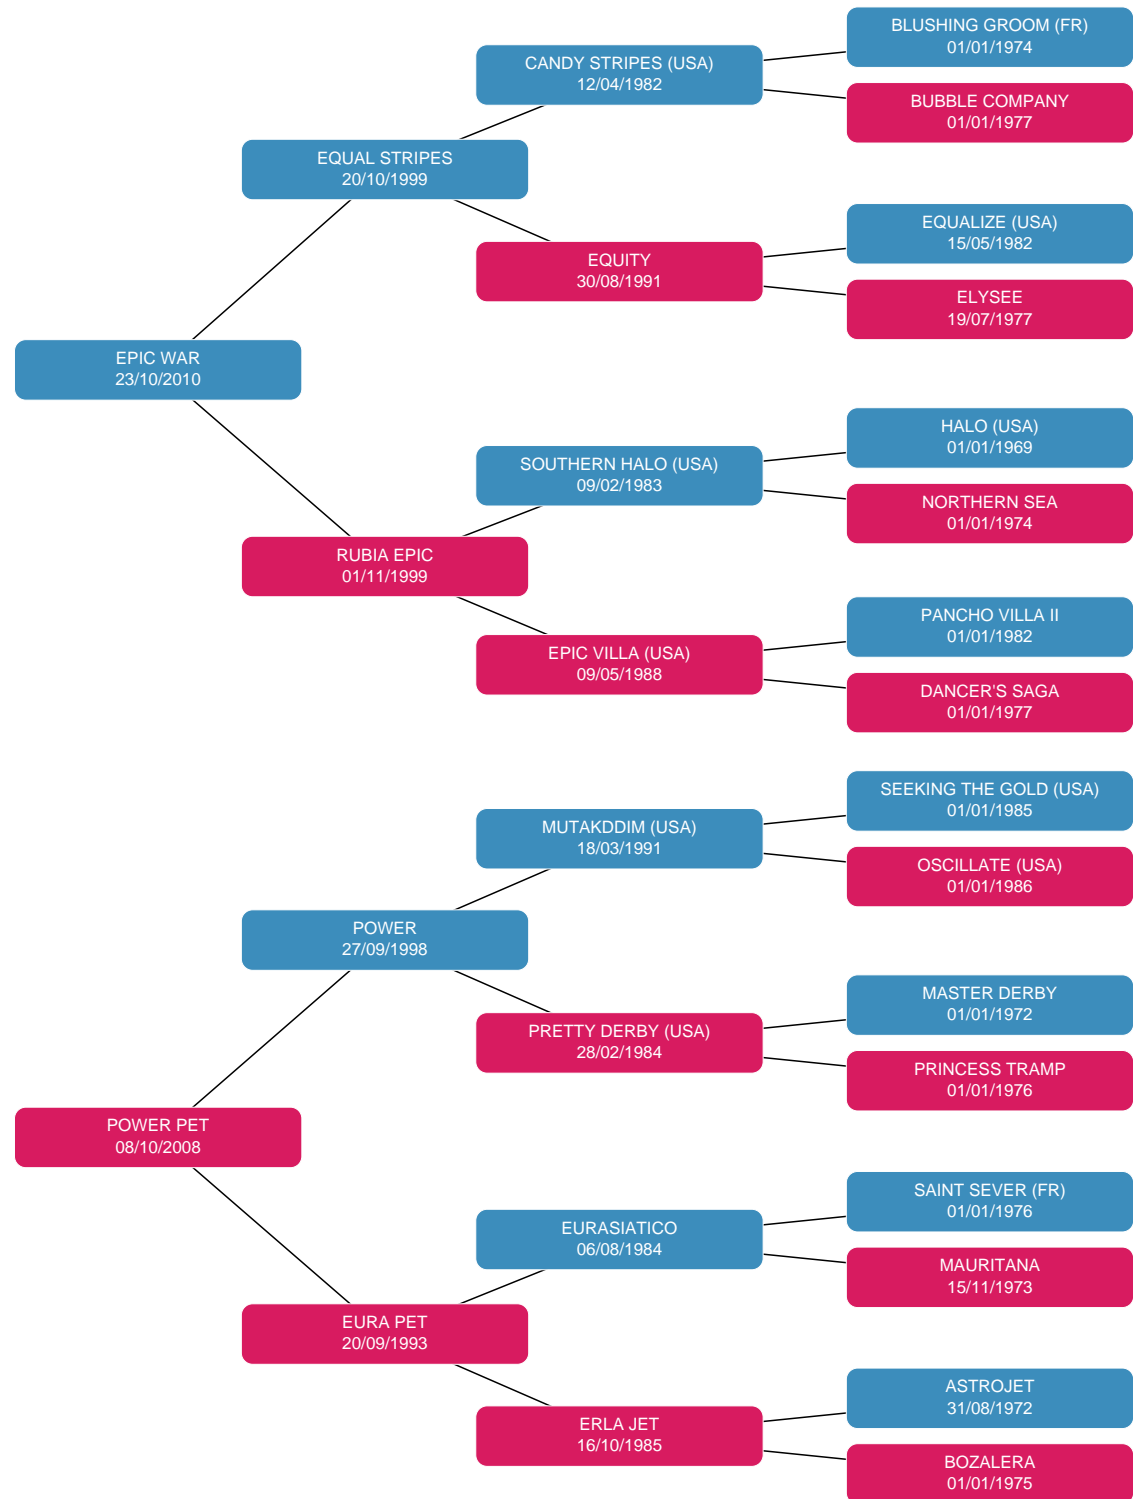 BLUSHING GROOM (FR)
01/01/1974
CANDY STRIPES (USA)
12/04/1982
BUBBLE COMPANY
01/01/1977
EQUAL STRIPES
20/10/1999
EQUALIZE (USA)
15/05/1982
EQUITY
30/08/1991
ELYSEE
19/07/1977
EPIC WAR
23/10/2010
HALO (USA)
01/01/1969
SOUTHERN HALO (USA)
09/02/1983
NORTHERN SEA
01/01/1974
RUBIA EPIC
01/11/1999
PANCHO VILLA II
01/01/1982
EPIC VILLA (USA)
09/05/1988
DANCER'S SAGA
01/01/1977
SEEKING THE GOLD (USA)
01/01/1985
MUTAKDDIM (USA)
18/03/1991
OSCILLATE (USA)
01/01/1986
POWER
27/09/1998
MASTER DERBY
01/01/1972
PRETTY DERBY (USA)
28/02/1984
PRINCESS TRAMP
01/01/1976
POWER PET
08/10/2008
SAINT SEVER (FR)
01/01/1976
EURASIATICO
06/08/1984
MAURITANA
15/11/1973
EURA PET
20/09/1993
ASTROJET
31/08/1972
ERLA JET
16/10/1985
BOZALERA
01/01/1975